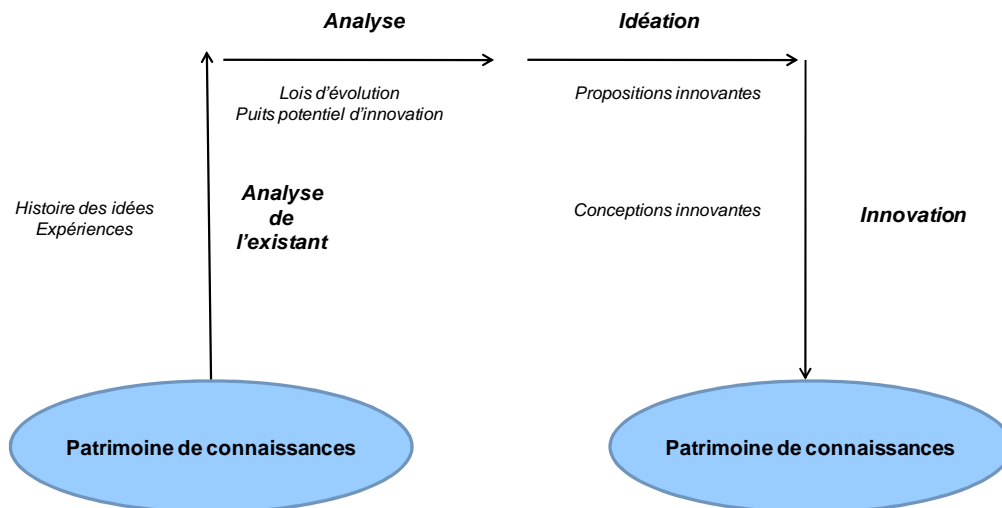 Analyse
Idéation
Lois d'évolution
Puits potentiel d'innovation
Propositions innovantes
Histoire des idées
Expériences
Analyse
de
l'existant
Conceptions innovantes
Innovation
Patrimoine de connaissances
Patrimoine de connaissances